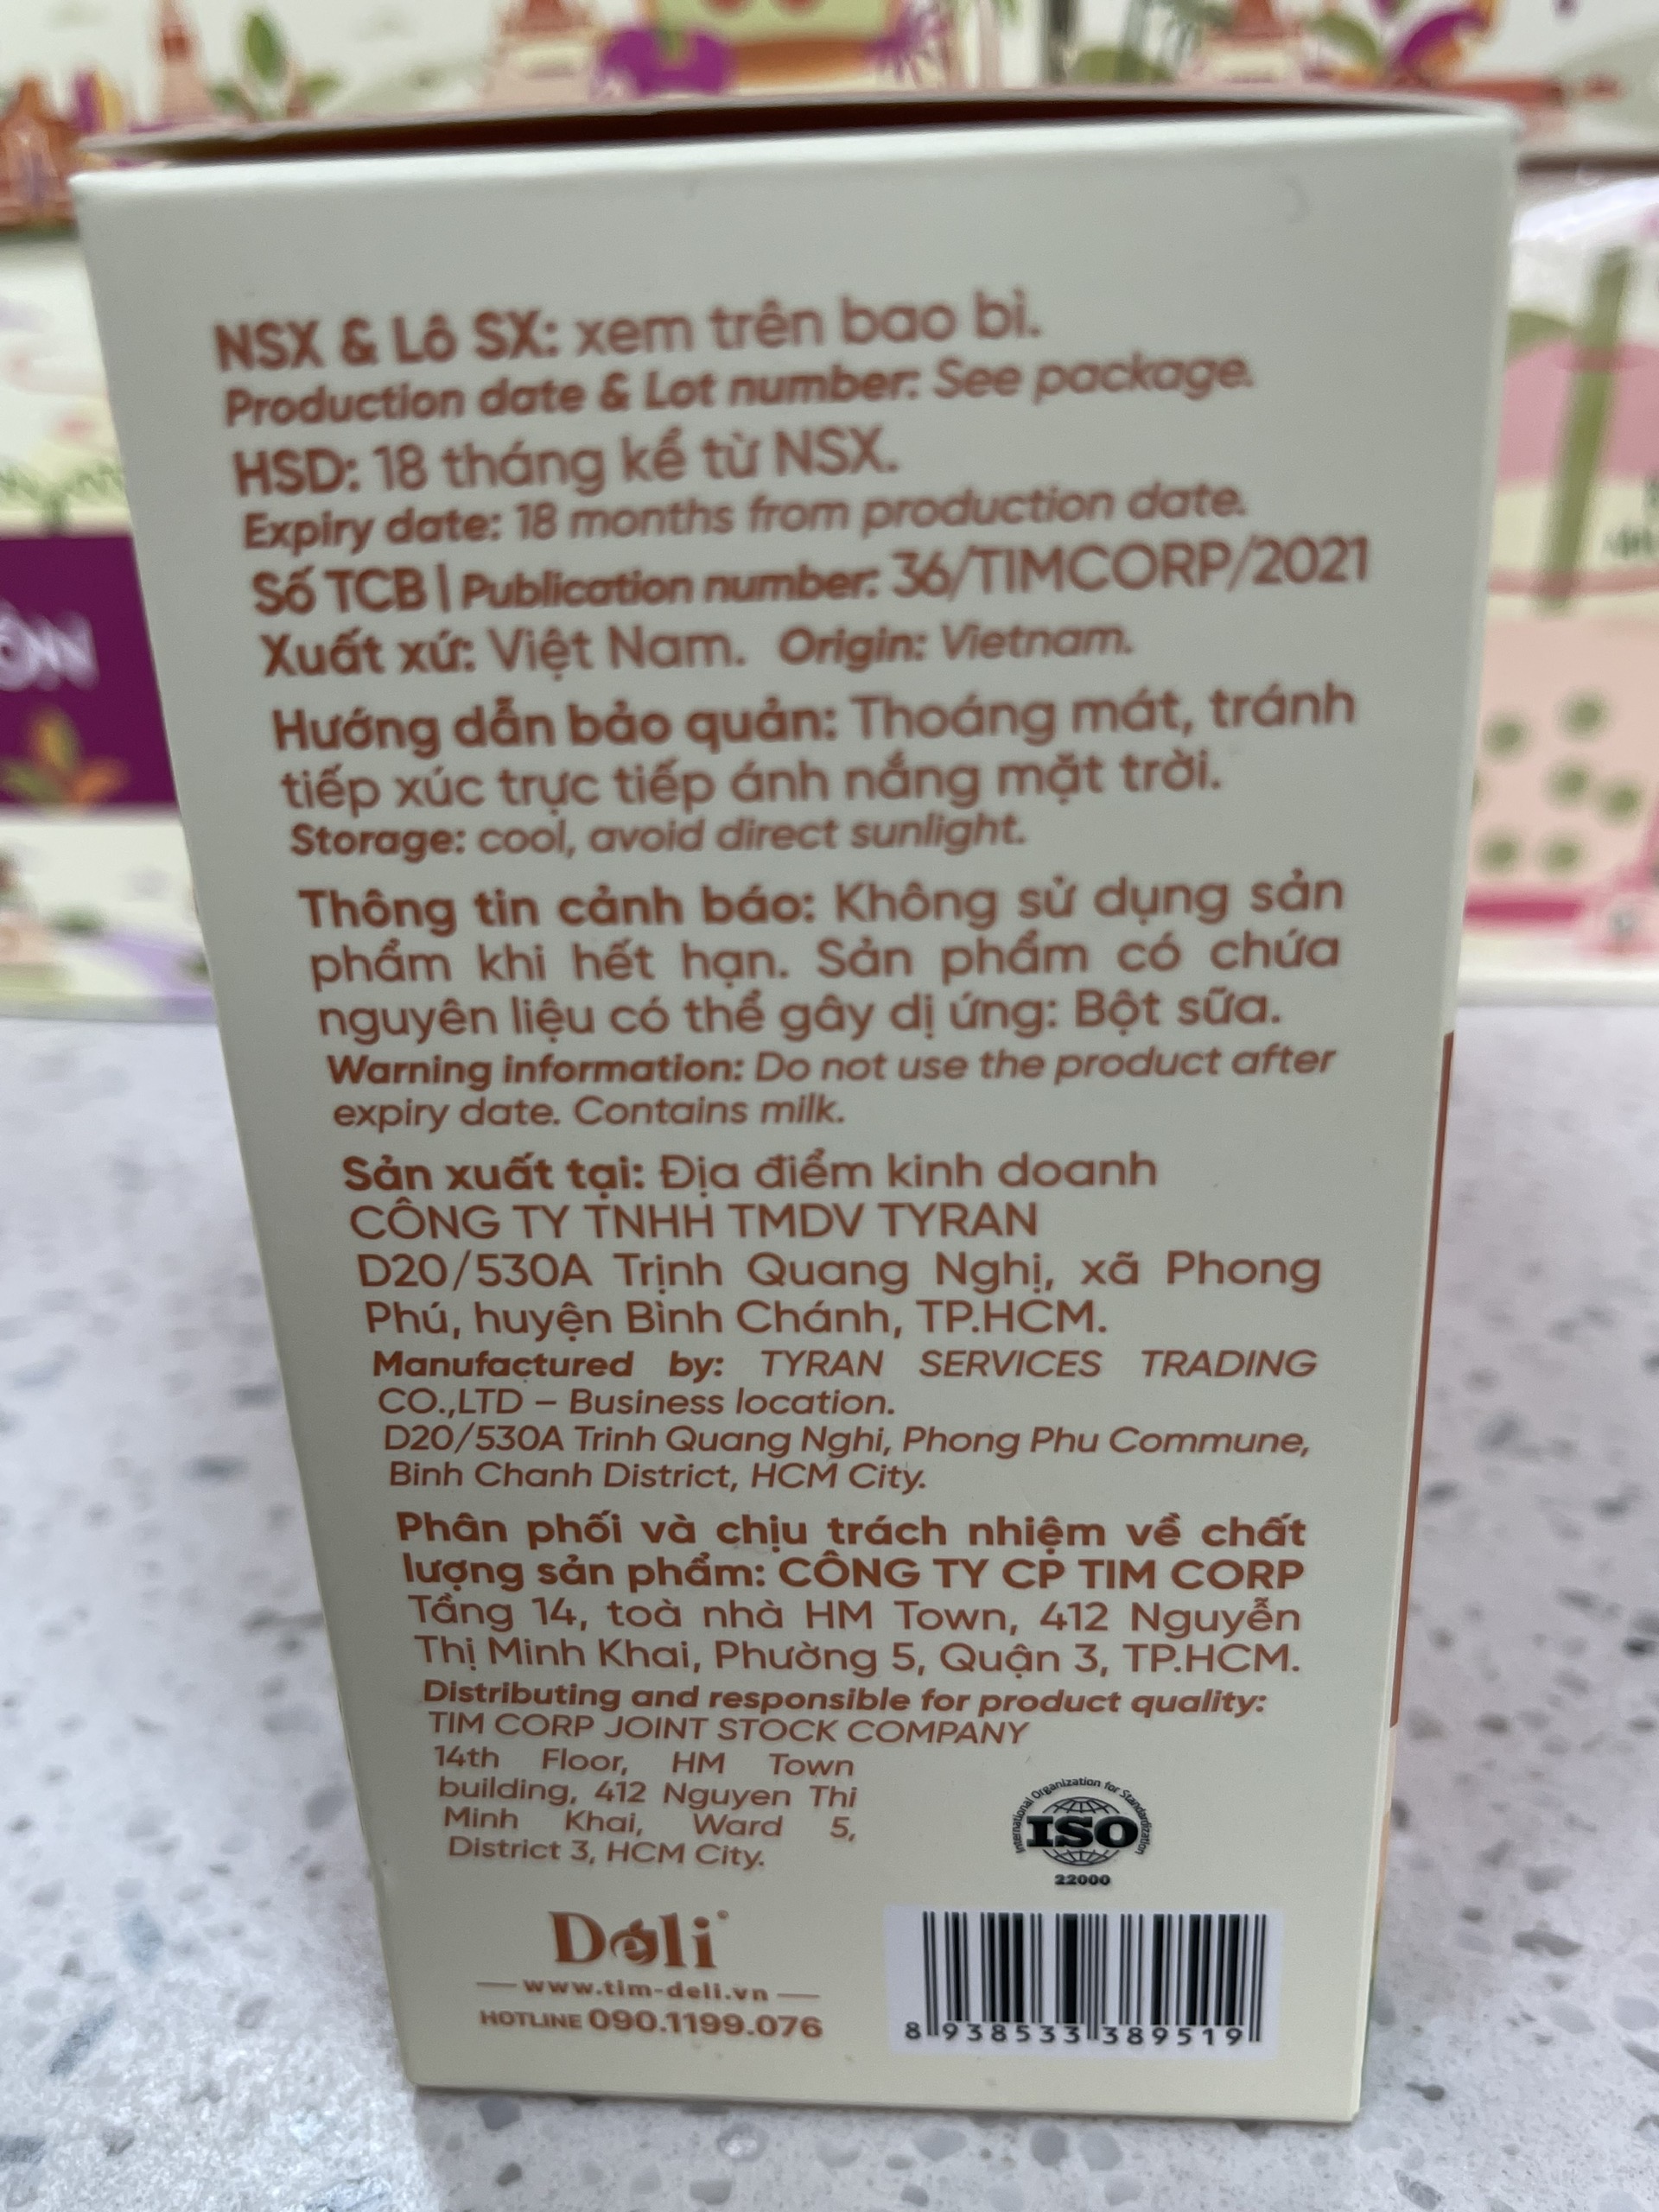 NSX & Lô SX: xem trên bao bì.
Production date & Lot number: See package.
HSD: 18 tháng kể từ NSX.
Expiry date: 18 months from production date.
Số TCB | Publication number: 36/TIMCORP/2021
Xuất xứ: Việt Nam. Origin: Vietnam.
Hướng dẫn bảo quản: Thoáng mát, tránh
tiếp xúc trực tiếp ánh nắng mặt trời.
Storage: cool, avoid direct sunlight.
Thông tin cảnh báo: Không sử dụng sản
phẩm khi hết hạn. Sản phẩm có chứa
nguyên liệu có thể gây dị ứng: Bột sữa.
Warning information: Do not use the product after
expiry date. Contains milk.
Sản xuất tại: Địa điểm kinh doanh
CÔNG TY TNHH TMDV TYRAN
D20/530A Trịnh Quang Nghị, xã Phong
Phú, huyện Bình Chánh, TP.HCM.
Manufactured by: TYRAN SERVICES TRADING
CO.,LTD – Business location.
D20/530A Trinh Quang Nghi, Phong Phu Commune,
Binh Chanh District, HCM City.
Phân phối và chịu trách nhiệm về chất
lượng sản phẩm: CÔNG TY CP TIM CORP
Tầng 14, toà nhà HM Town, 412 Nguyễn
Thị Minh Khai, Phường 5, Quận 3, TP.HCM.
Distributing and responsible for product quality:
TIM CORP JOINT STOCK COMPANY
14th Floor, HM Town
building, 412 Nguyen Thi
Minh Khai, Ward 5,
District 3, HCM City.
International Organization for Standardization
ISO
22000
Deli
www.tim-deli.vn
HOTLINE 090.1199.076
8 938533 389519